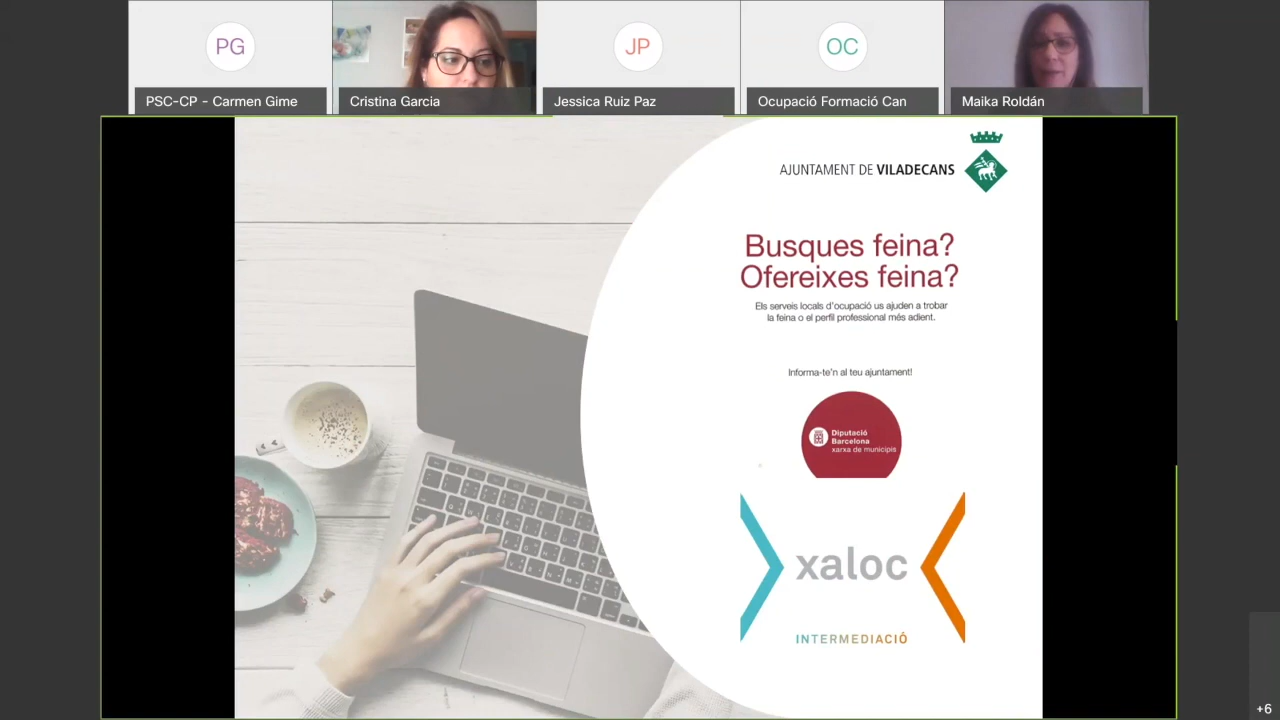 PG
PSC-CP - Carmen Gime
Cristina Garcia
JP
Jessica Ruiz Paz
OC
Ocupació Formació Can
Maika Roldán
AJUNTAMENT DE VILADECANS
Busques feina?
Ofereixes feina?
Els serveis locals d'ocupació us ajuden a trobar
la feina o el perfil professional més adient.
Informa-te'n al teu ajuntament!
Diputació
Barcelona
xarxa de municipis
xaloc
INTERMEDIACIÓ
+6